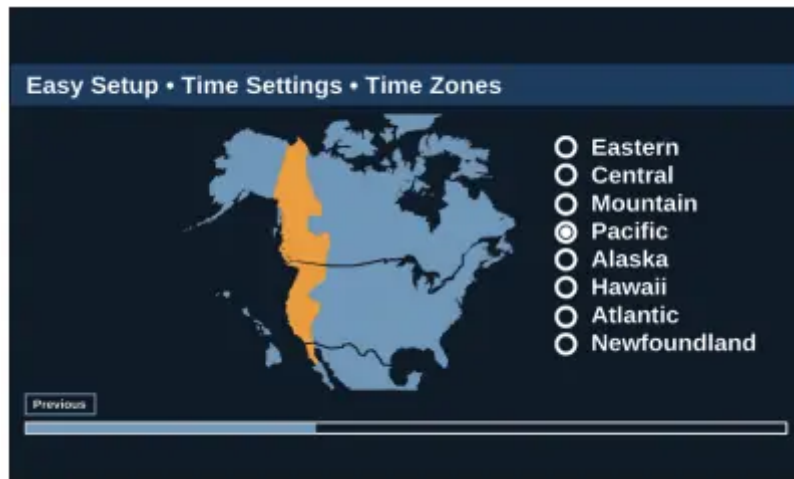 Easy Setup • Time Settings • Time Zones
Eastern
Central
Mountain
Pacific
Alaska
Hawaii
Atlantic
Newfoundland
Previous